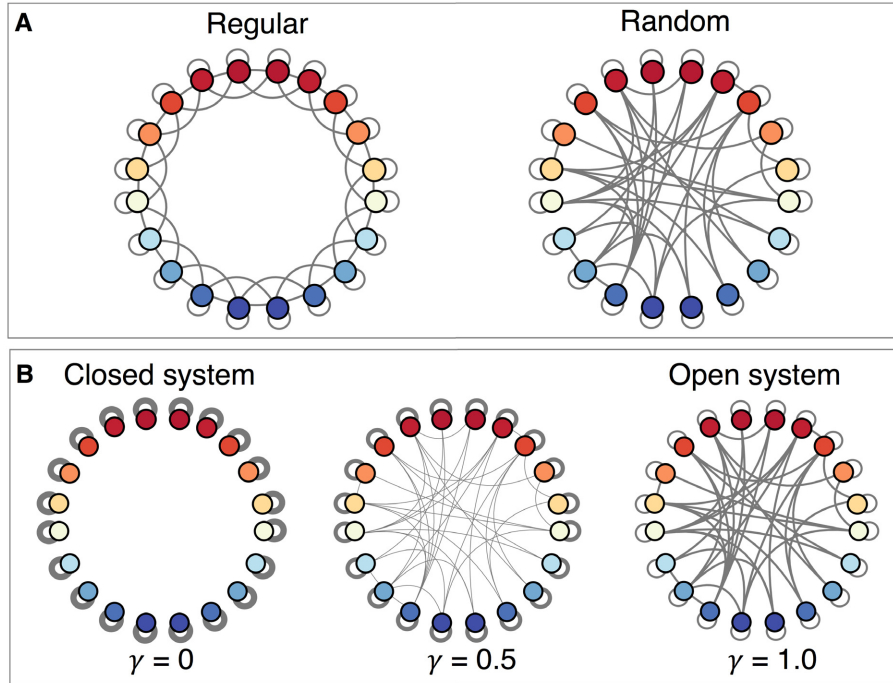 A
Regular
Random
B
Closed system
Open system
γ = 0
γ = 0.5
γ = 1.0